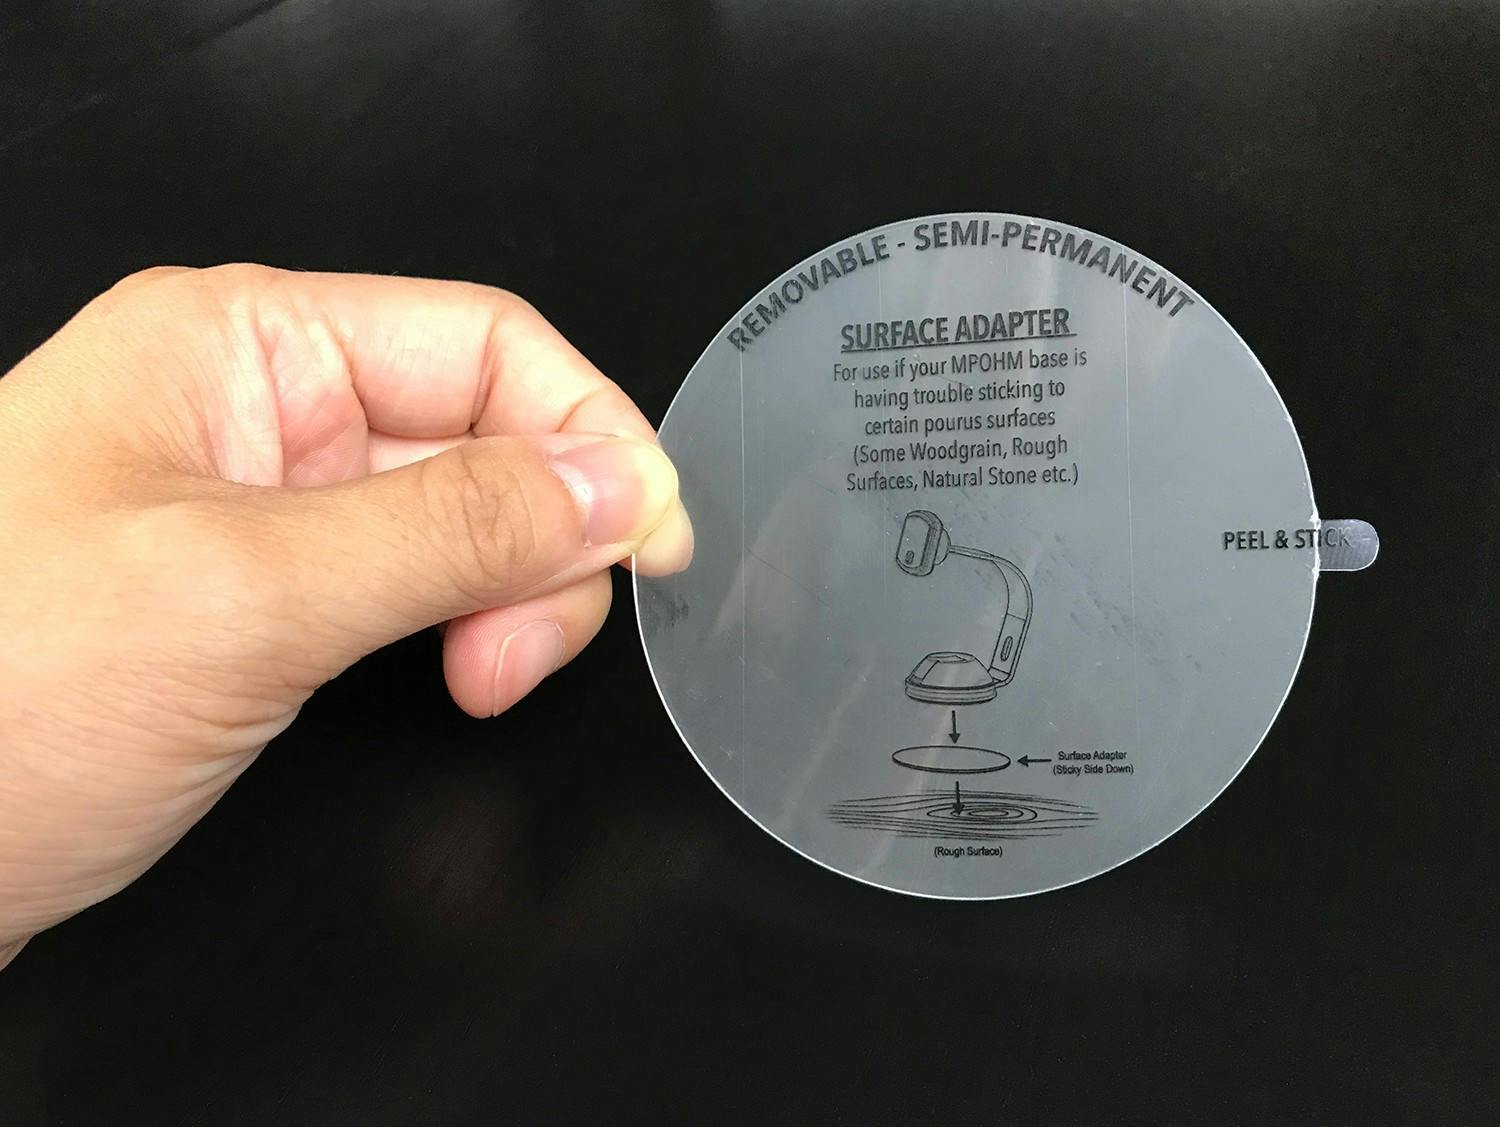 REMOVABLE - SEMI-PERMANENT
SURFACE ADAPTER
For use if your MPOHM base is
having trouble sticking to
certain pourus surfaces
(Some Woodgrain, Rough
Surfaces, Natural Stone etc.)
PEEL & STICK
Surface Adapter
(Sticky Side Down)
(Rough Surface)